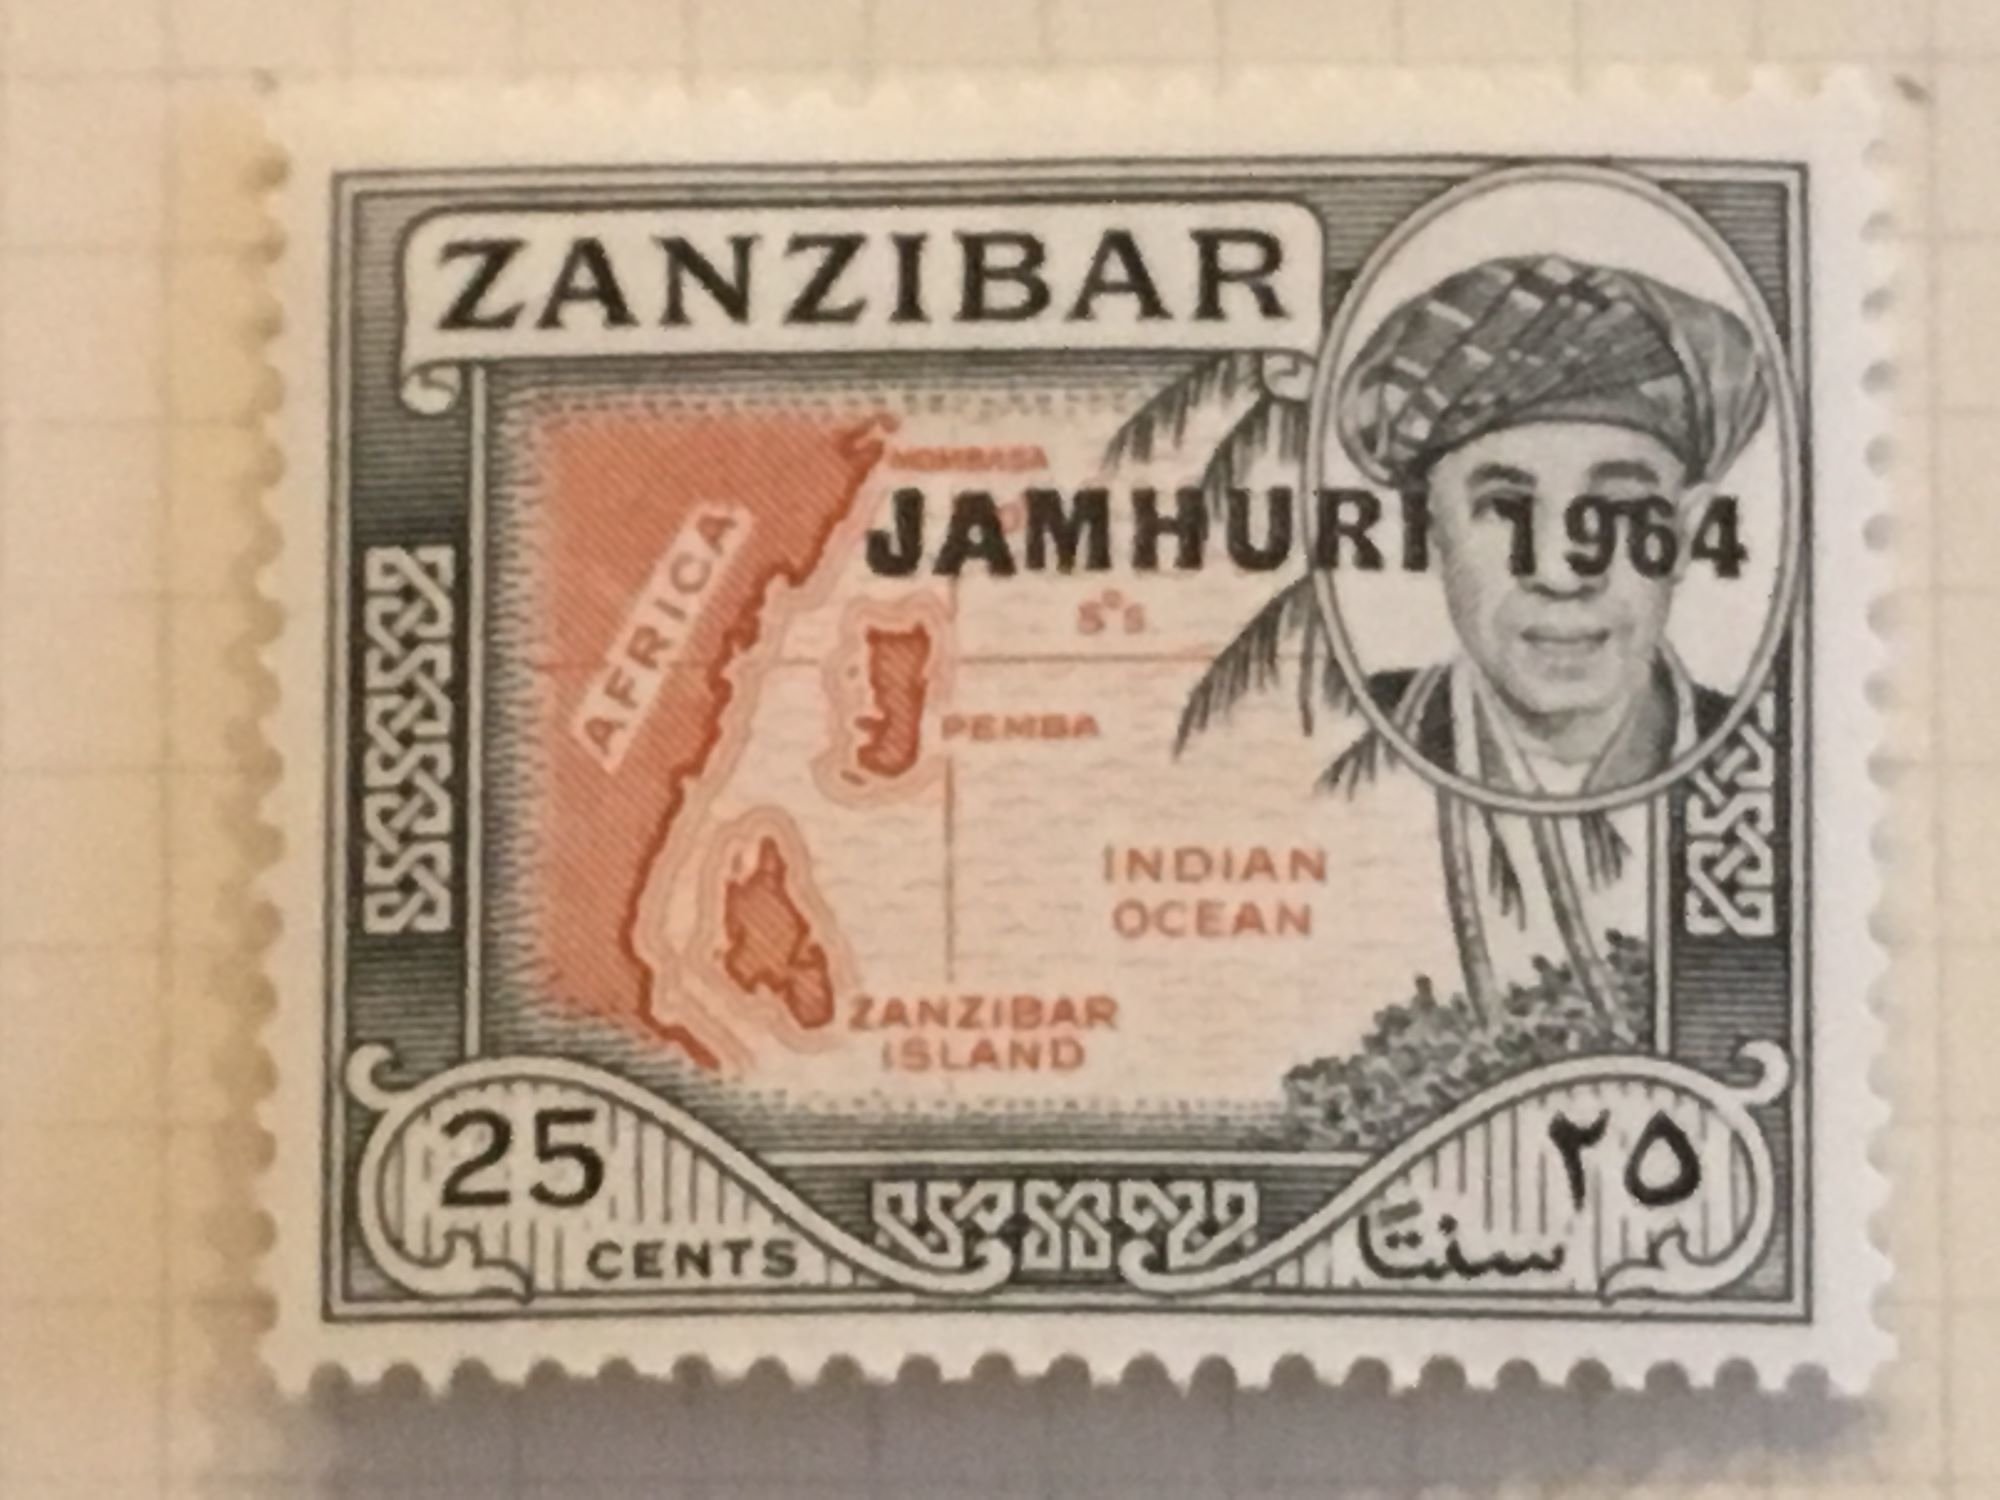 ZANZIBAR
MOMBASA
JAMHURI 1964
AFRICA
5°S
PEMBA
INDIAN
OCEAN
ZANZIBAR
ISLAND
25
CENTS
٢٥
سنت